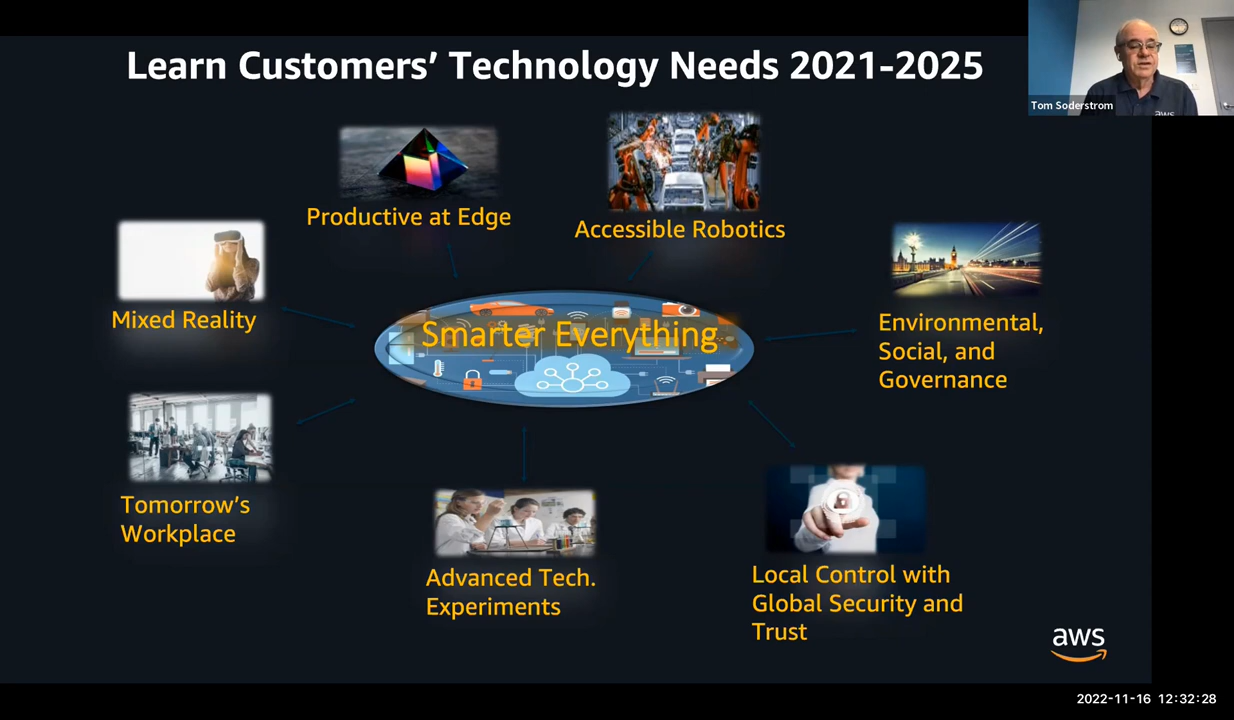 Learn Customers’ Technology Needs 2021-2025
Tom Soderstrom
aws
Productive at Edge
Accessible Robotics
Mixed Reality
Smarter Everything
Environmental,
Social, and
Governance
Tomorrow’s
Workplace
Advanced Tech.
Experiments
Local Control with
Global Security and
Trust
aws
2022-11-16 12:32:28